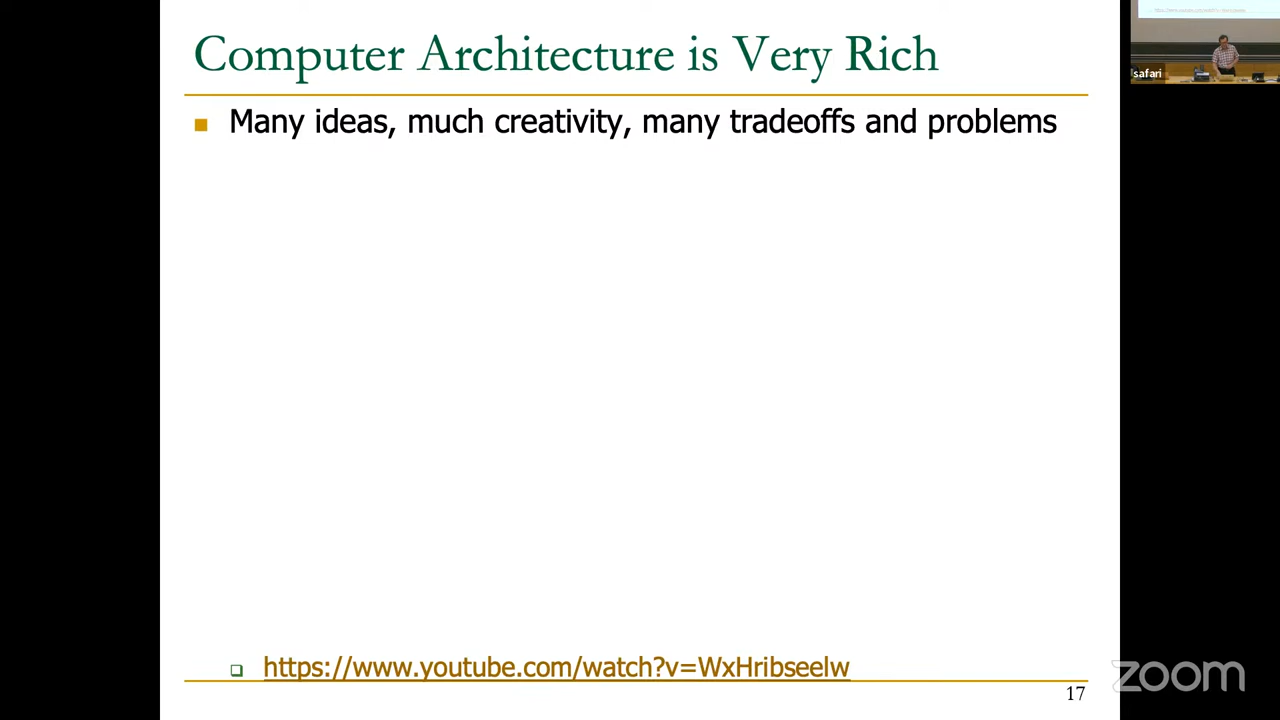 Computer Architecture is Very Rich
Many ideas, much creativity, many tradeoffs and problems
https://www.youtube.com/watch?v=WxHribseelw
17
safari
zoom